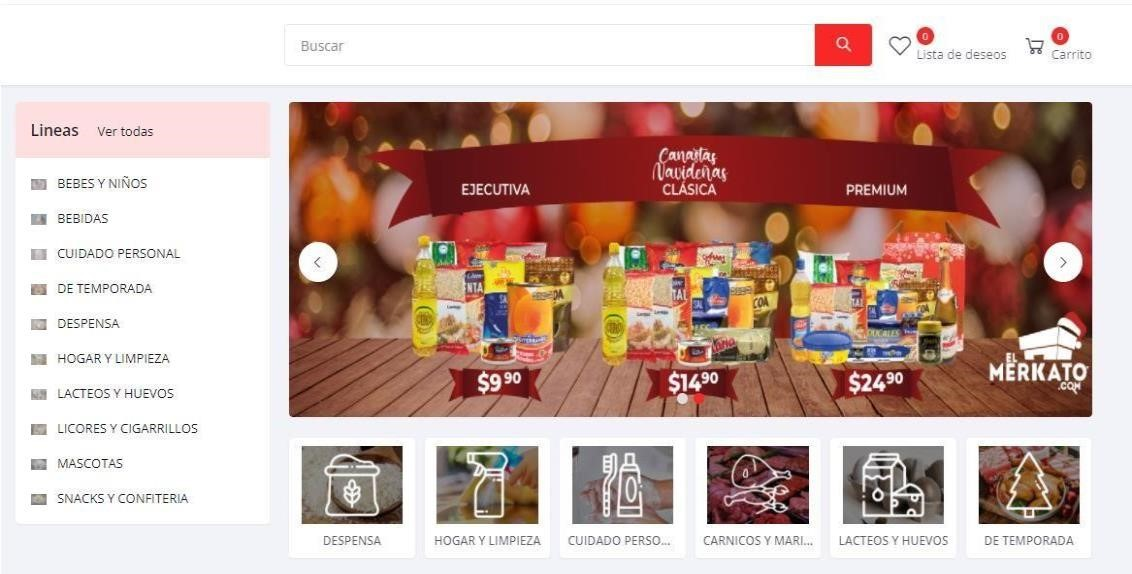 Buscar
0
Lista de deseos
0
Carrito
Lineas Ver todas
BEBES Y NIÑOS
BEBIDAS
CUIDADO PERSONAL
DE TEMPORADA
DESPENSA
HOGAR Y LIMPIEZA
LACTEOS Y HUEVOS
LICORES Y CIGARRILLOS
MASCOTAS
SNACKS Y CONFITERIA
Canastas
Navideñas
EJECUTIVA CLÁSICA PREMIUM
DUCALES
$9.90 $14.90 $24.90
EL
MERKATO
.COM
DESPENSA
HOGAR Y LIMPIEZA
CUIDADO PERSO...
CARNICOS Y MARI...
LACTEOS Y HUEVOS
DE TEMPORADA